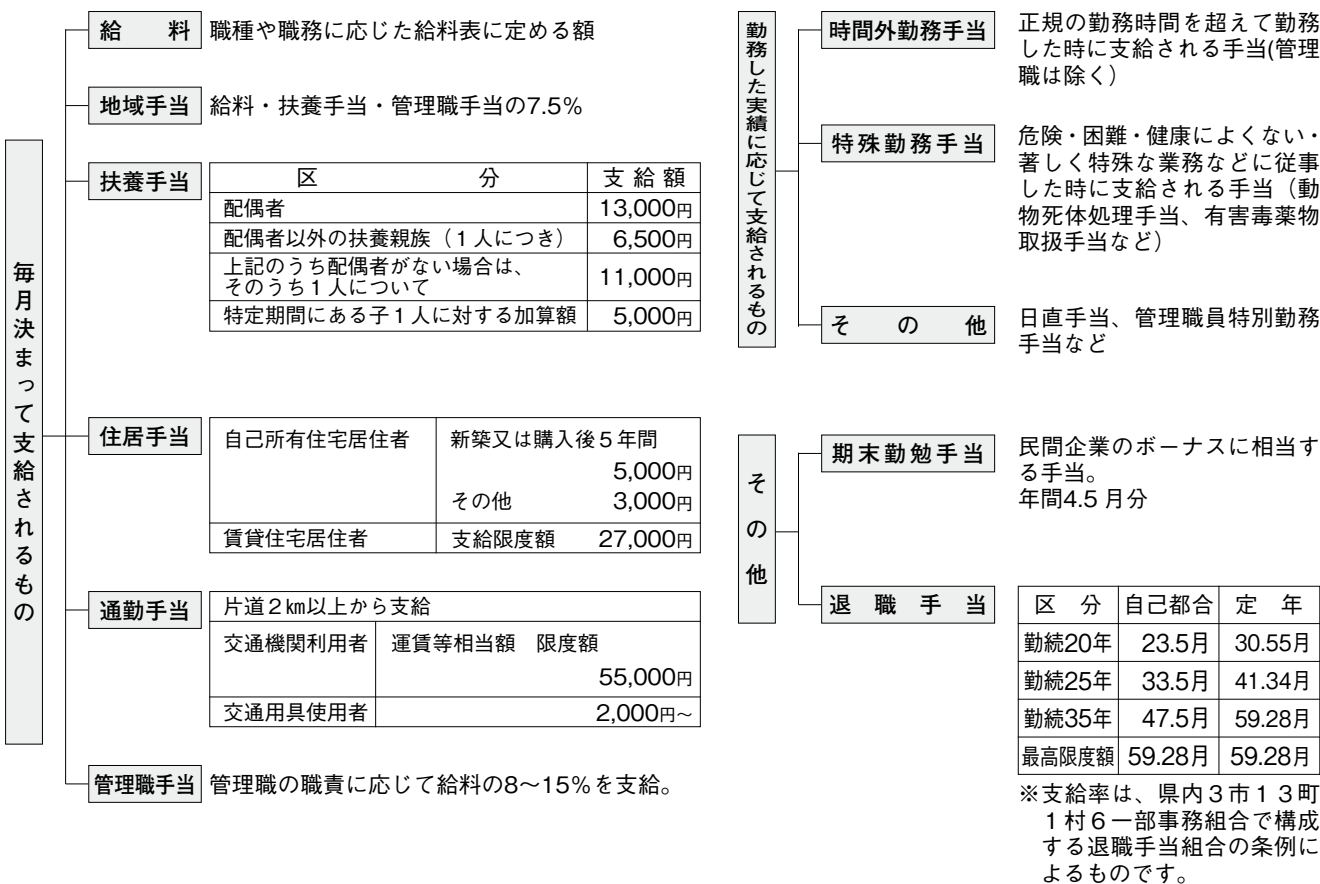 毎月決まって支給されるもの
給料 職種や職務に応じた給料表に定める額
地域手当 給料・扶養手当・管理職手当の7.5%
扶養手当
区分 支給額
配偶者 13,000円
配偶者以外の扶養親族（1人につき） 6,500円
上記のうち配偶者がない場合は、
そのうち1人について 11,000円
特定期間にある子1人に対する加算額 5,000円
住居手当
自己所有住宅居住者 新築又は購入後5年間
5,000円
その他 3,000円
賃貸住宅居住者 支給限度額 27,000円
通勤手当
片道2㎞以上から支給
交通機関利用者 運賃等相当額 限度額
55,000円
交通用具使用者 2,000円～
管理職手当 管理職の職責に応じて給料の8～15%を支給。
勤務した実績に応じて支給されるもの
時間外勤務手当
正規の勤務時間を超えて勤務
した時に支給される手当(管理
職は除く）
特殊勤務手当
危険・困難・健康によくない・
著しく特殊な業務などに従事
した時に支給される手当（動
物死体処理手当、有害毒薬物
取扱手当など）
その他
日直手当、管理職員特別勤務
手当など
その他
期末勤勉手当
民間企業のボーナスに相当す
る手当。
年間4.5月分
退職手当
区分 自己都合 定年
勤続20年 23.5月 30.55月
勤続25年 33.5月 41.34月
勤続35年 47.5月 59.28月
最高限度額 59.28月 59.28月
※支給率は、県内3市13町
1村6一部事務組合で構成
する退職手当組合の条例に
よるものです。